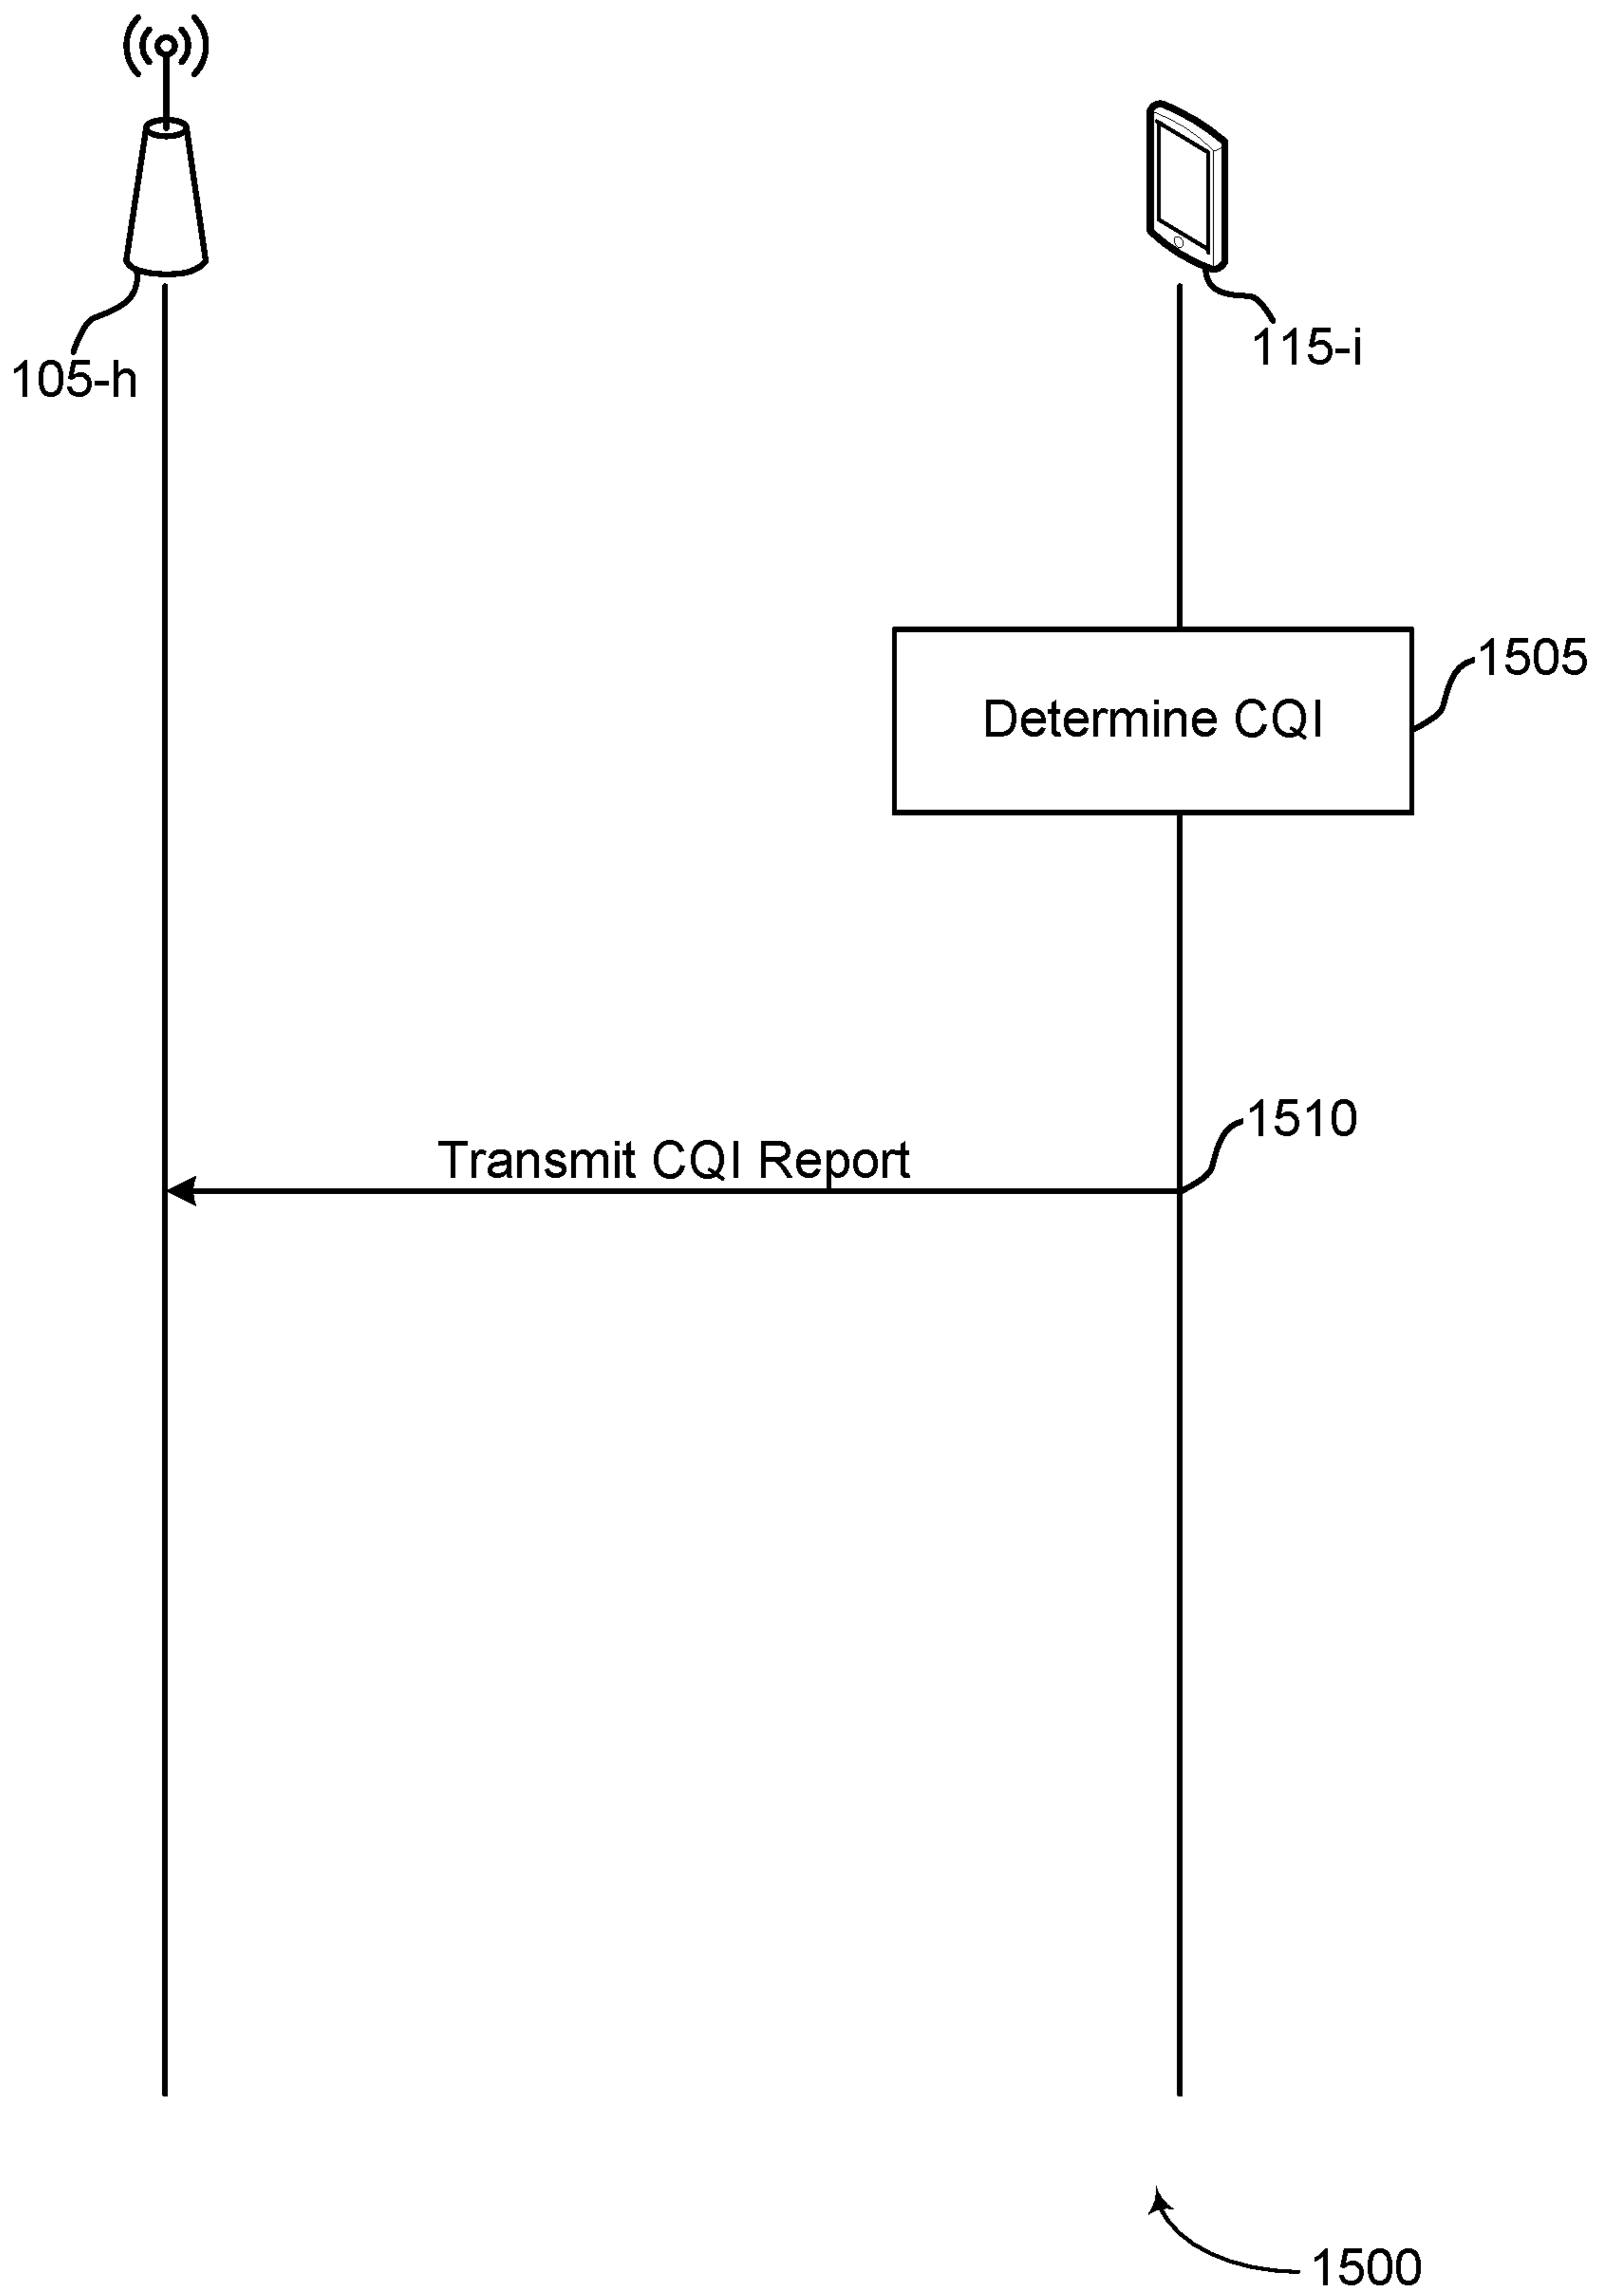 105-h
115-i
Determine CQI
1505
1510
Transmit CQI Report
1500